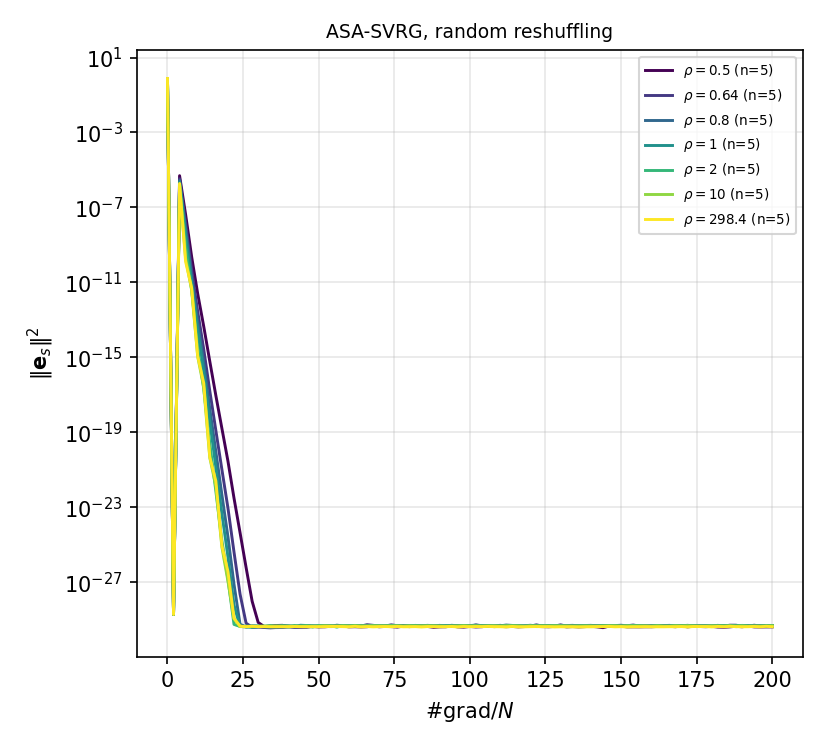 ASA-SVRG, random reshuffling
10^1
10^-3
10^-7
10^-11
10^-15
10^-19
10^-23
10^-27
‖e_s‖^2
ρ = 0.5 (n=5)
ρ = 0.64 (n=5)
ρ = 0.8 (n=5)
ρ = 1 (n=5)
ρ = 2 (n=5)
ρ = 10 (n=5)
ρ = 298.4 (n=5)
0 25 50 75 100 125 150 175 200
#grad/N